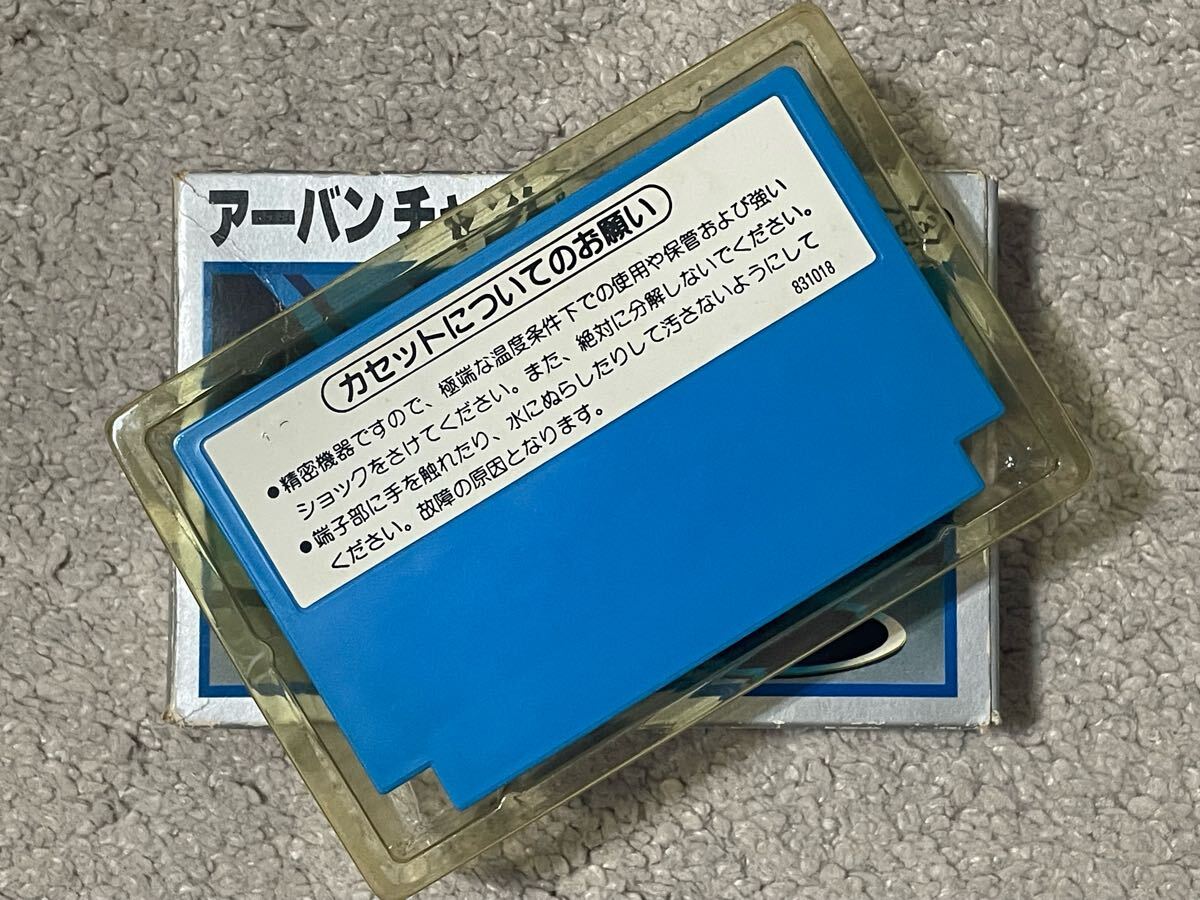 アーバンチャ
カセットについてのお願い
●精密機器ですので、極端な温度条件下での使用や保管および強い
ショックをさけてください。また、絶対に分解しないでください。
●端子部に手を触れたり、水にぬらしたりして汚さないようにして
ください。故障の原因となります。
831018